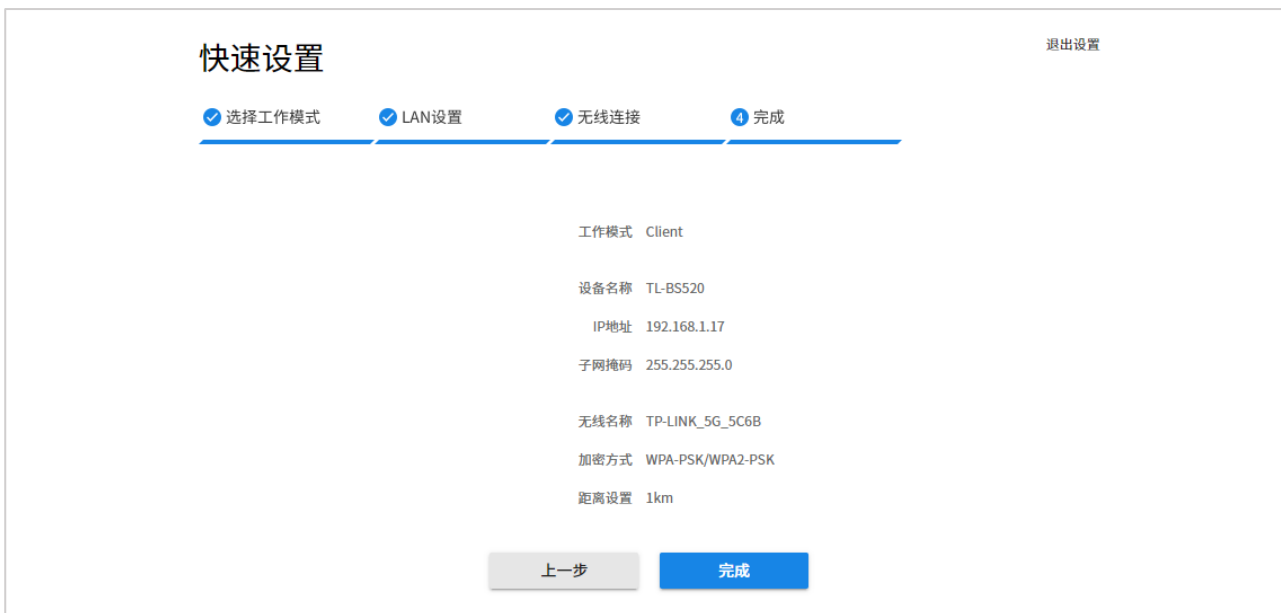 快速设置
退出设置
选择工作模式
LAN设置
无线连接
4 完成
工作模式 Client
设备名称 TL-BS520
IP地址 192.168.1.17
子网掩码 255.255.255.0
无线名称 TP-LINK_5G_5C6B
加密方式 WPA-PSK/WPA2-PSK
距离设置 1km
上一步
完成